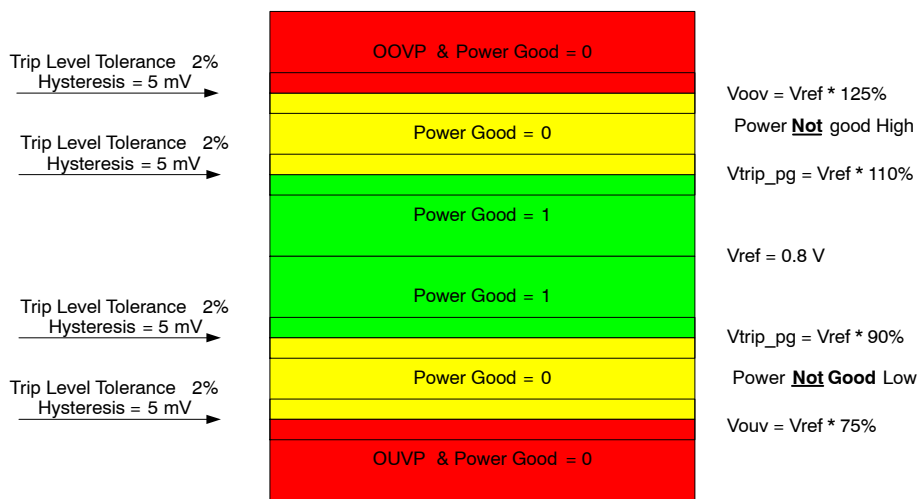 OOVP & Power Good = 0
Trip Level Tolerance 2%
Hysteresis = 5 mV
Voov = Vref * 125%
Power Good = 0
Power Not good High
Trip Level Tolerance 2%
Hysteresis = 5 mV
Vtrip_pg = Vref * 110%
Power Good = 1
Vref = 0.8 V
Power Good = 1
Trip Level Tolerance 2%
Hysteresis = 5 mV
Vtrip_pg = Vref * 90%
Power Good = 0
Power Not Good Low
Trip Level Tolerance 2%
Hysteresis = 5 mV
Vouv = Vref * 75%
OUVP & Power Good = 0